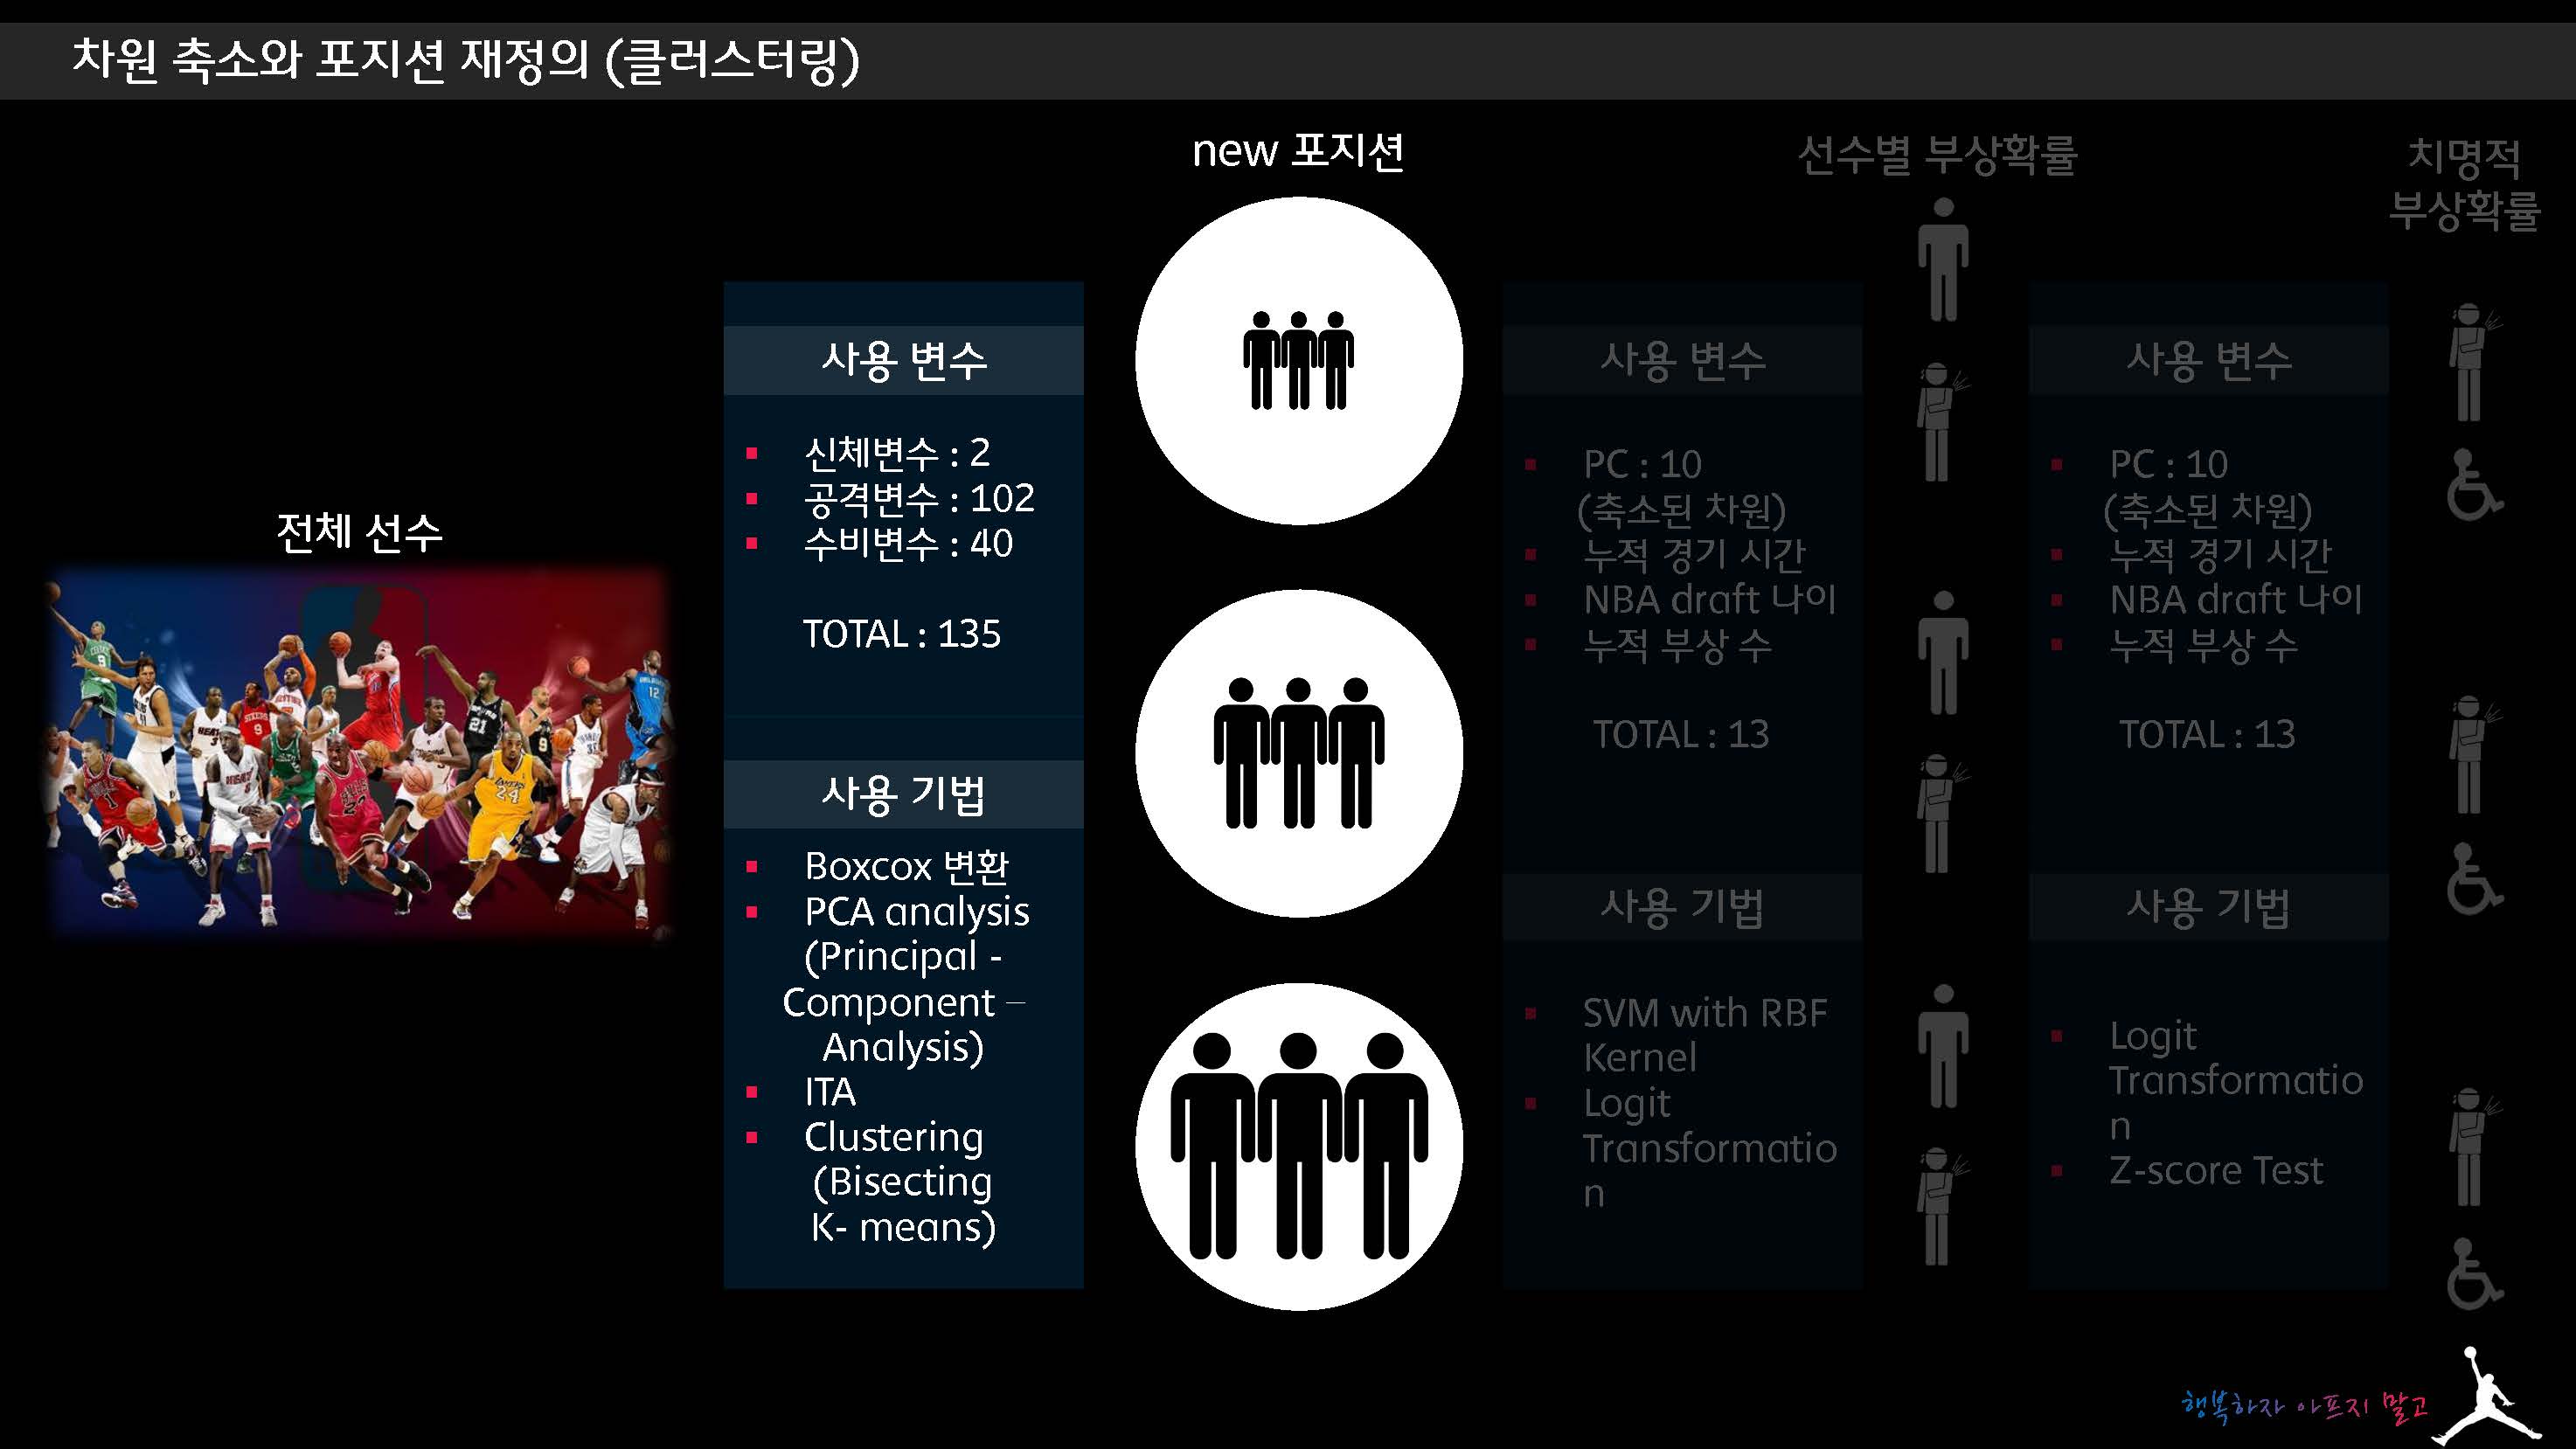 차원 축소와 포지션 재정의 (클러스터링)
전체 선수
사용 변수
신체변수 : 2
공격변수 : 102
수비변수 : 40
TOTAL : 135
사용 기법
Boxcox 변환
PCA analysis
(Principal -
Component –
Analysis)
ITA
Clustering
(Bisecting
K- means)
new 포지션
선수별 부상확률
사용 변수
PC : 10
(축소된 차원)
누적 경기 시간
NBA draft 나이
누적 부상 수
TOTAL : 13
사용 기법
SVM with RBF
Kernel
Logit
Transformatio
n
치명적
부상확률
사용 변수
PC : 10
(축소된 차원)
누적 경기 시간
NBA draft 나이
누적 부상 수
TOTAL : 13
사용 기법
Logit
Transformatio
n
Z-score Test
행복하자 아프지 말고